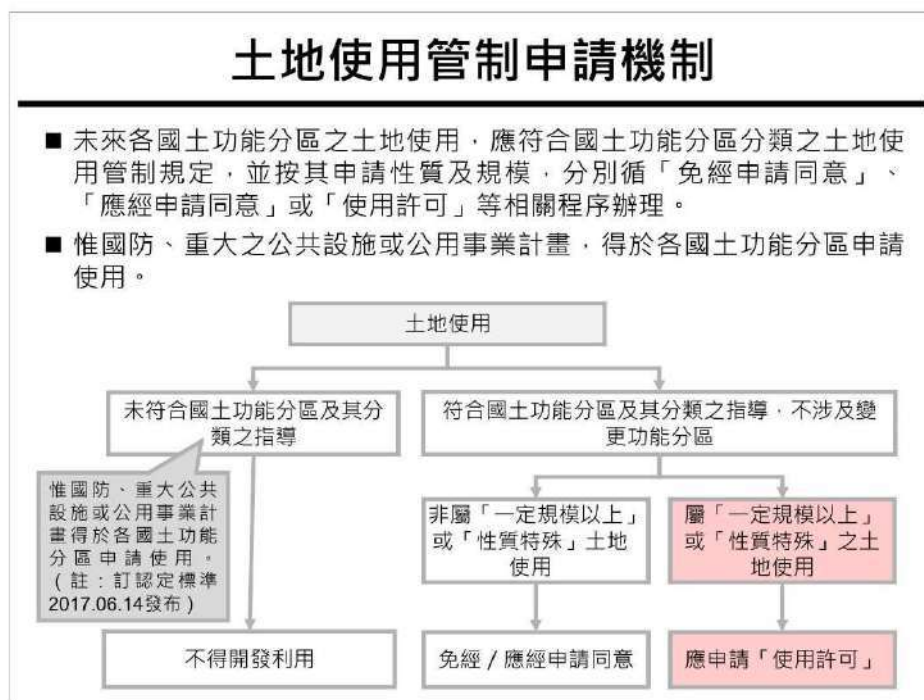 土地使用管制申請機制
■ 未來各國土功能分區之土地使用，應符合國土功能分區分類之土地使
用管制規定，並按其申請性質及規模，分別循「免經申請同意」、
「應經申請同意」或「使用許可」等相關程序辦理。
■ 惟國防、重大之公共設施或公用事業計畫，得於各國土功能分區申請
使用。
土地使用
未符合國土功能分區及其分
類之指導
符合國土功能分區及其分類之指導，不涉及變
更功能分區
惟國防、重大公共
設施或公用事業計
畫得於各國土功能
分區申請使用。
（註：訂認定標準
2017.06.14發布）
非屬「一定規模以上」
或「性質特殊」土地
使用
屬「一定規模以上」
或「性質特殊」之土
地使用
不得開發利用
免經／應經申請同意
應申請「使用許可」